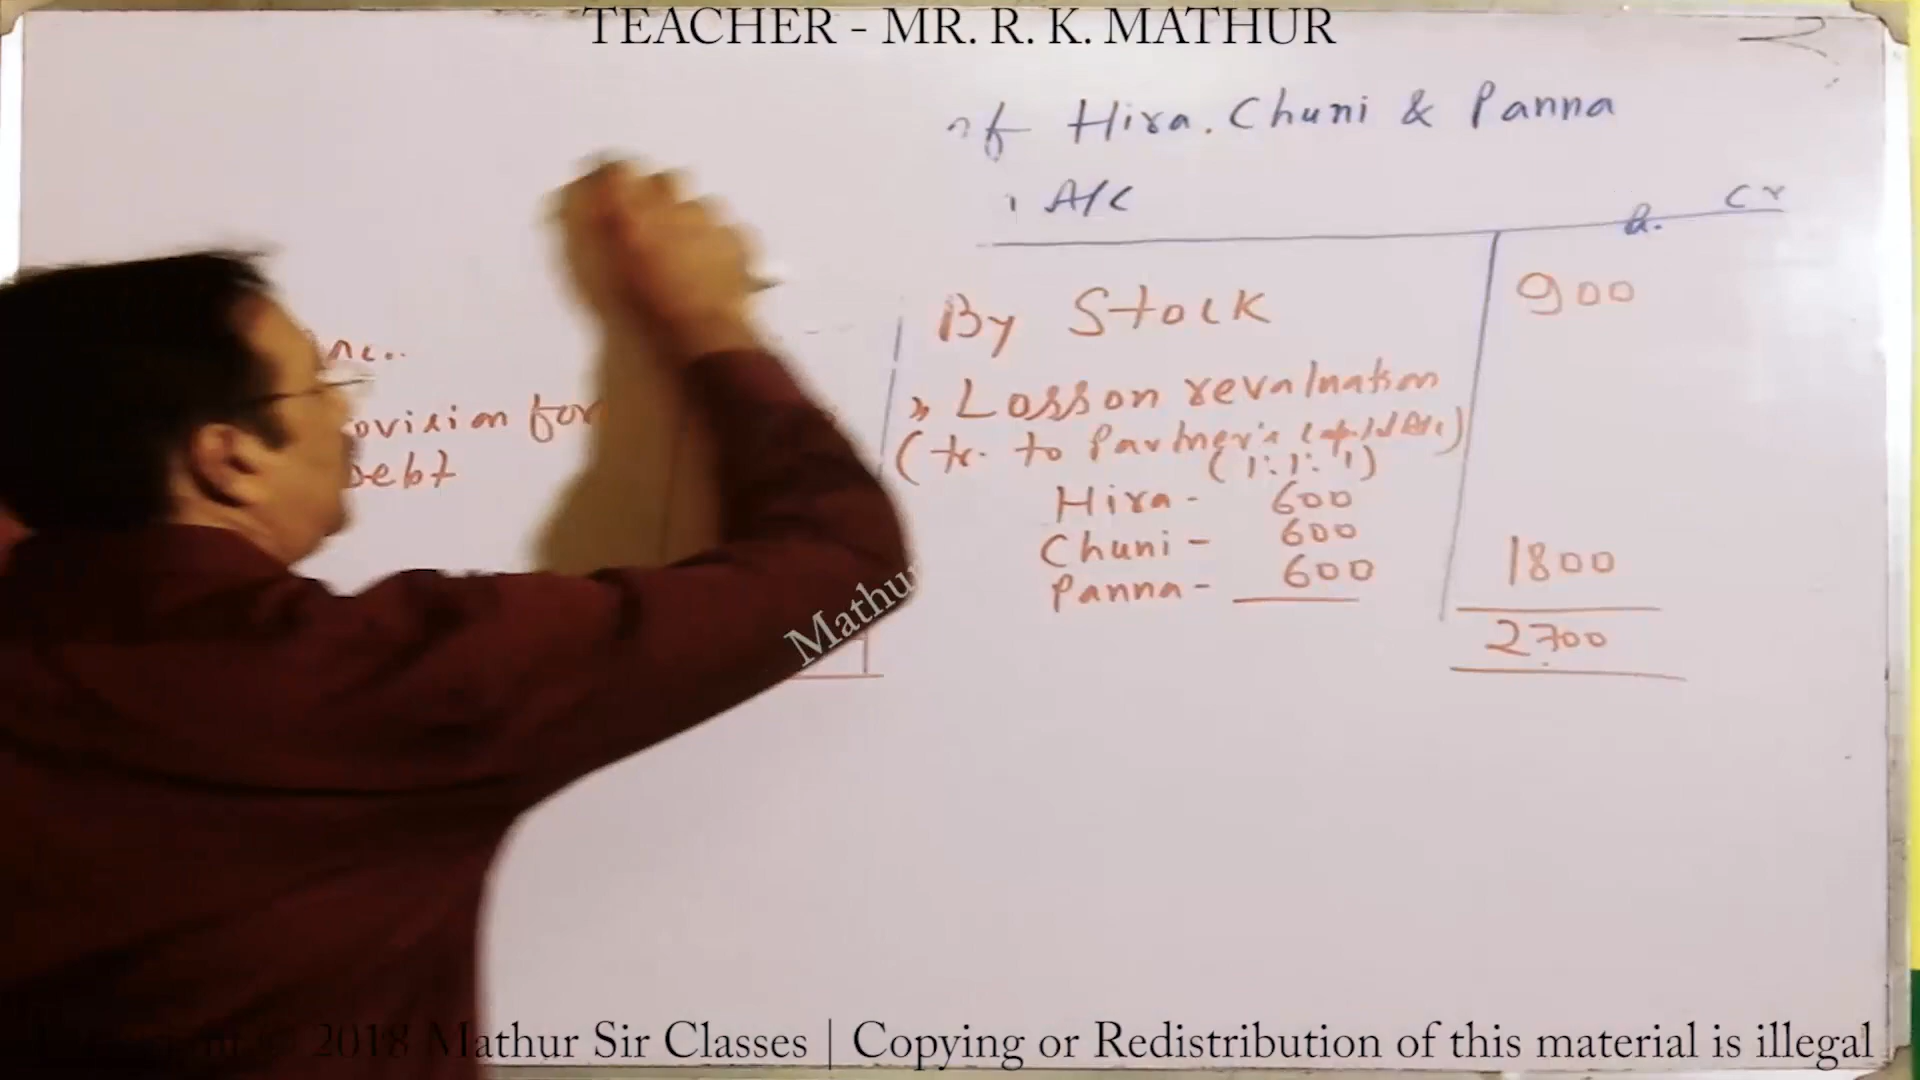 TEACHER - MR. R. K. MATHUR
of Hira. Chuni & Panna
A/C
Cr
By Stock 900
" Loss on revaluation
(tr. to Partner's Capital A/c)
(1:1:1)
Hira - 600
Chuni - 600
Panna - 600
1800
2700
ovision for
Debt
Mathur
2018 Mathur Sir Classes | Copying or Redistribution of this material is illegal